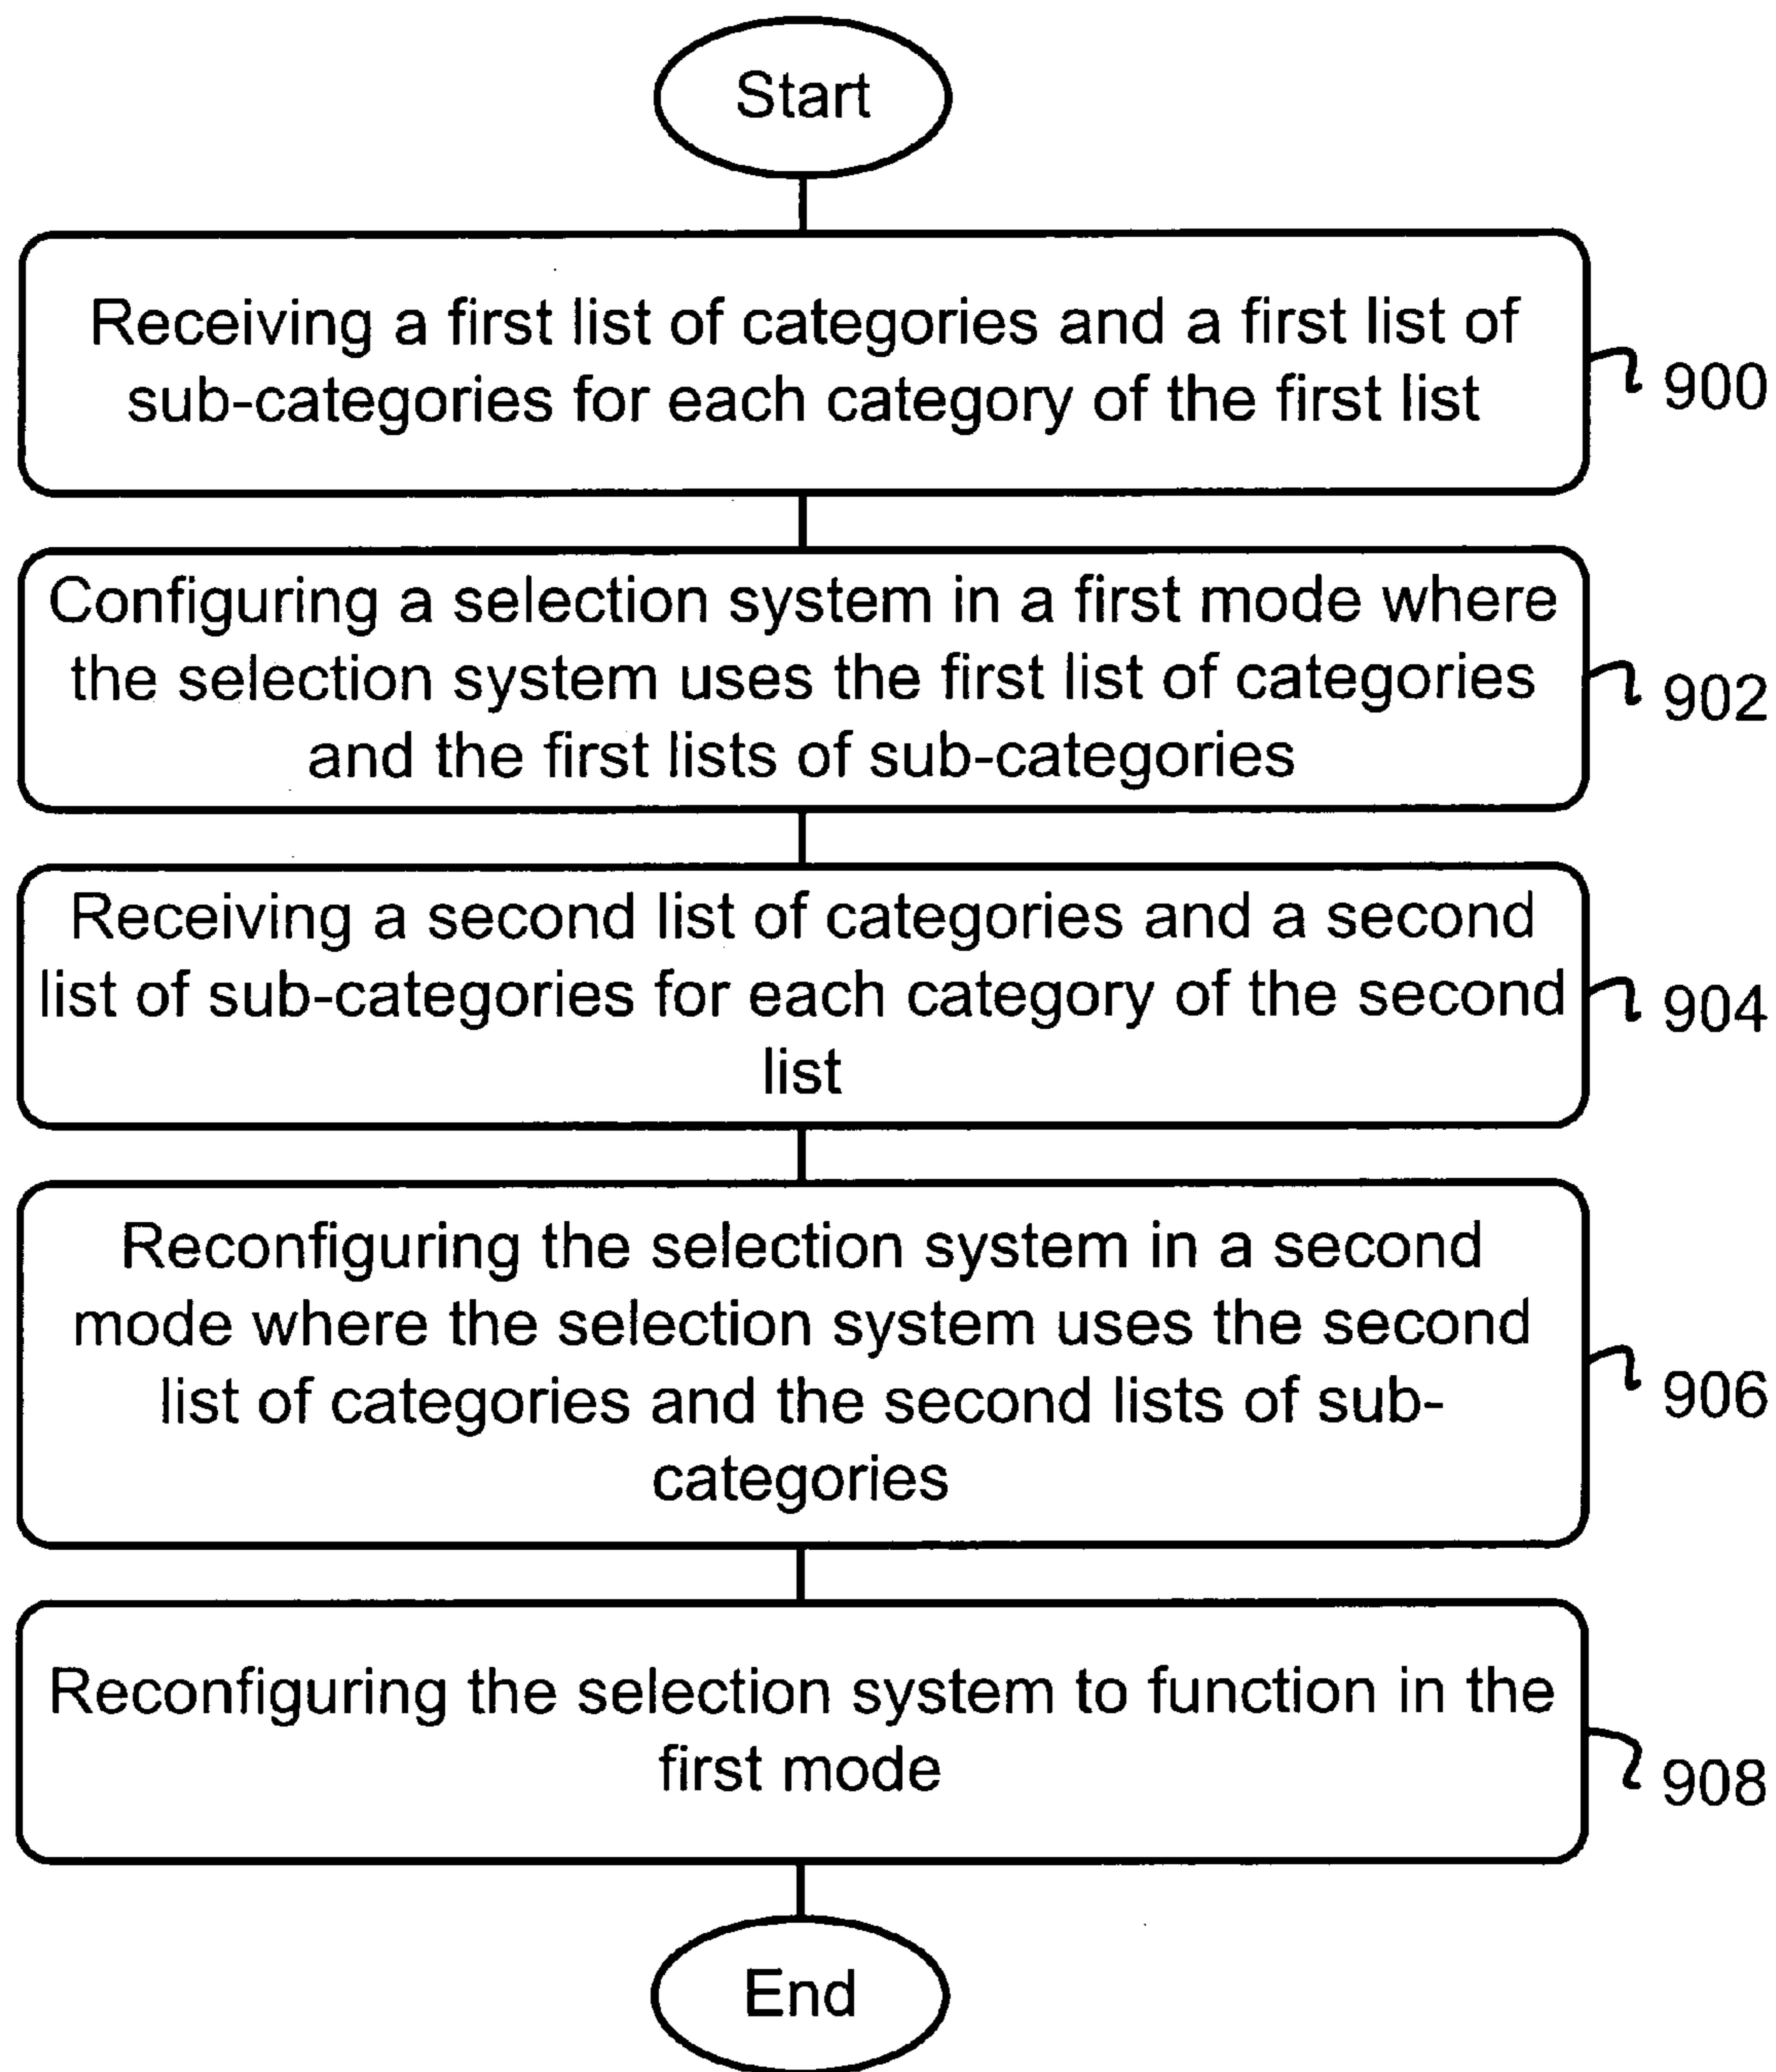 Start
Receiving a first list of categories and a first list of
sub-categories for each category of the first list
900
Configuring a selection system in a first mode where
the selection system uses the first list of categories
and the first lists of sub-categories
902
Receiving a second list of categories and a second
list of sub-categories for each category of the second
list
904
Reconfiguring the selection system in a second
mode where the selection system uses the second
list of categories and the second lists of sub-
categories
906
Reconfiguring the selection system to function in the
first mode
908
End